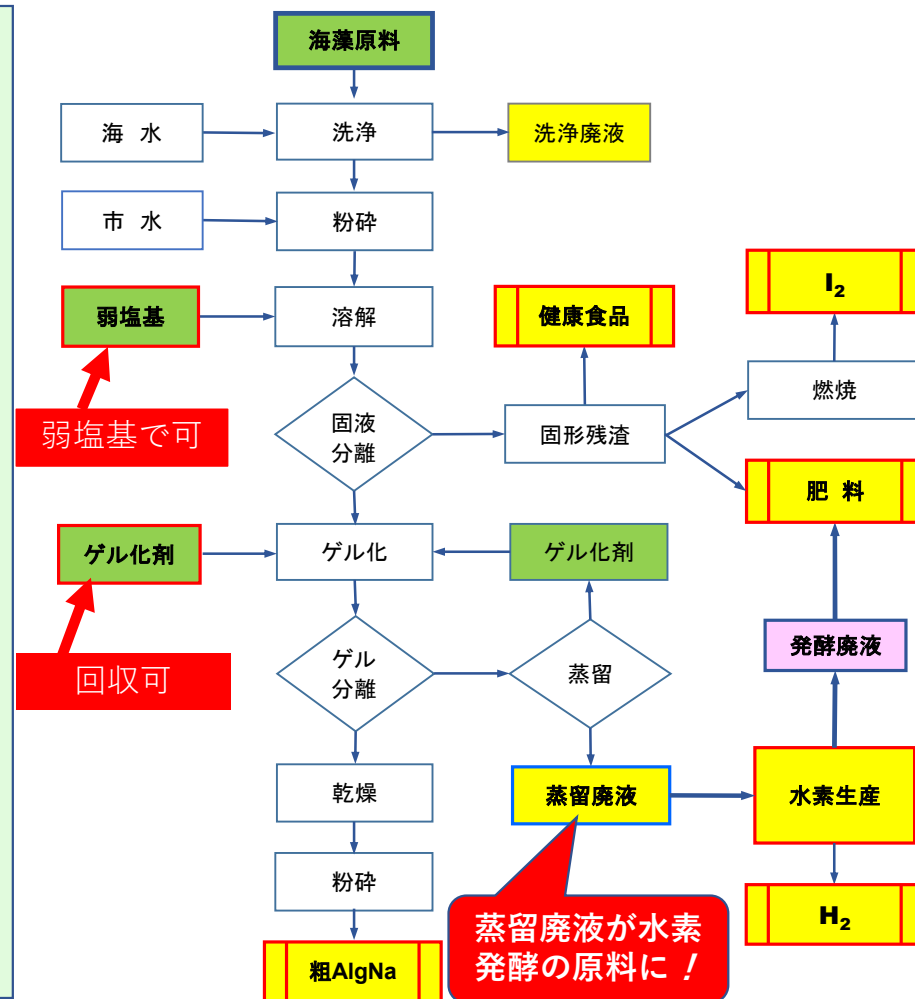 海藻原料
海 水
洗浄
洗浄廃液
市 水
粉砕
弱塩基
溶解
健康食品
I₂
弱塩基で可
固液
分離
固形残渣
燃焼
肥 料
ゲル化剤
ゲル化
ゲル化剤
回収可
ゲル
分離
蒸留
発酵廃液
乾燥
蒸留廃液
水素生産
粉砕
蒸留廃液が水素
発酵の原料に！
H₂
粗AlgNa